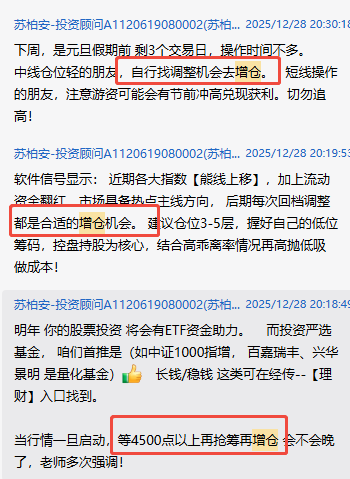 苏柏安-投资顾问A1120619080002(苏柏... 2025/12/28 20:30:18
下周，是元旦假期前 剩3个交易日，操作时间不多。
中线仓位轻的朋友，自行找调整机会去增仓。 短线操作
的朋友，注意游资可能会有节前冲高兑现获利。切勿追
高！
苏柏安-投资顾问A1120619080002(苏柏... 2025/12/28 20:19:53
软件信号显示： 近期各大指数【能线上移】，加上流动
资金翻红，市场具备热点主线方向， 后期每次回档调整
都是合适的增仓机会。 建议仓位3-5层，握好自己的低位
筹码，控盘持股为核心，结合高乖离率情况再高抛低吸
做成本！
苏柏安-投资顾问A1120619080002(苏柏... 2025/12/28 20:18:49
明年 你的股票投资 将会有ETF资金助力。 而投资严选
基金， 咱们首推是（如中证1000指增， 百嘉瑞丰、兴华
景明 是量化基金）👍 长钱/稳钱 这类可在经传--【理
财】入口找到。
当行情一旦启动，等4500点以上再抢筹再增仓 会不会晚
了，老师多次强调！